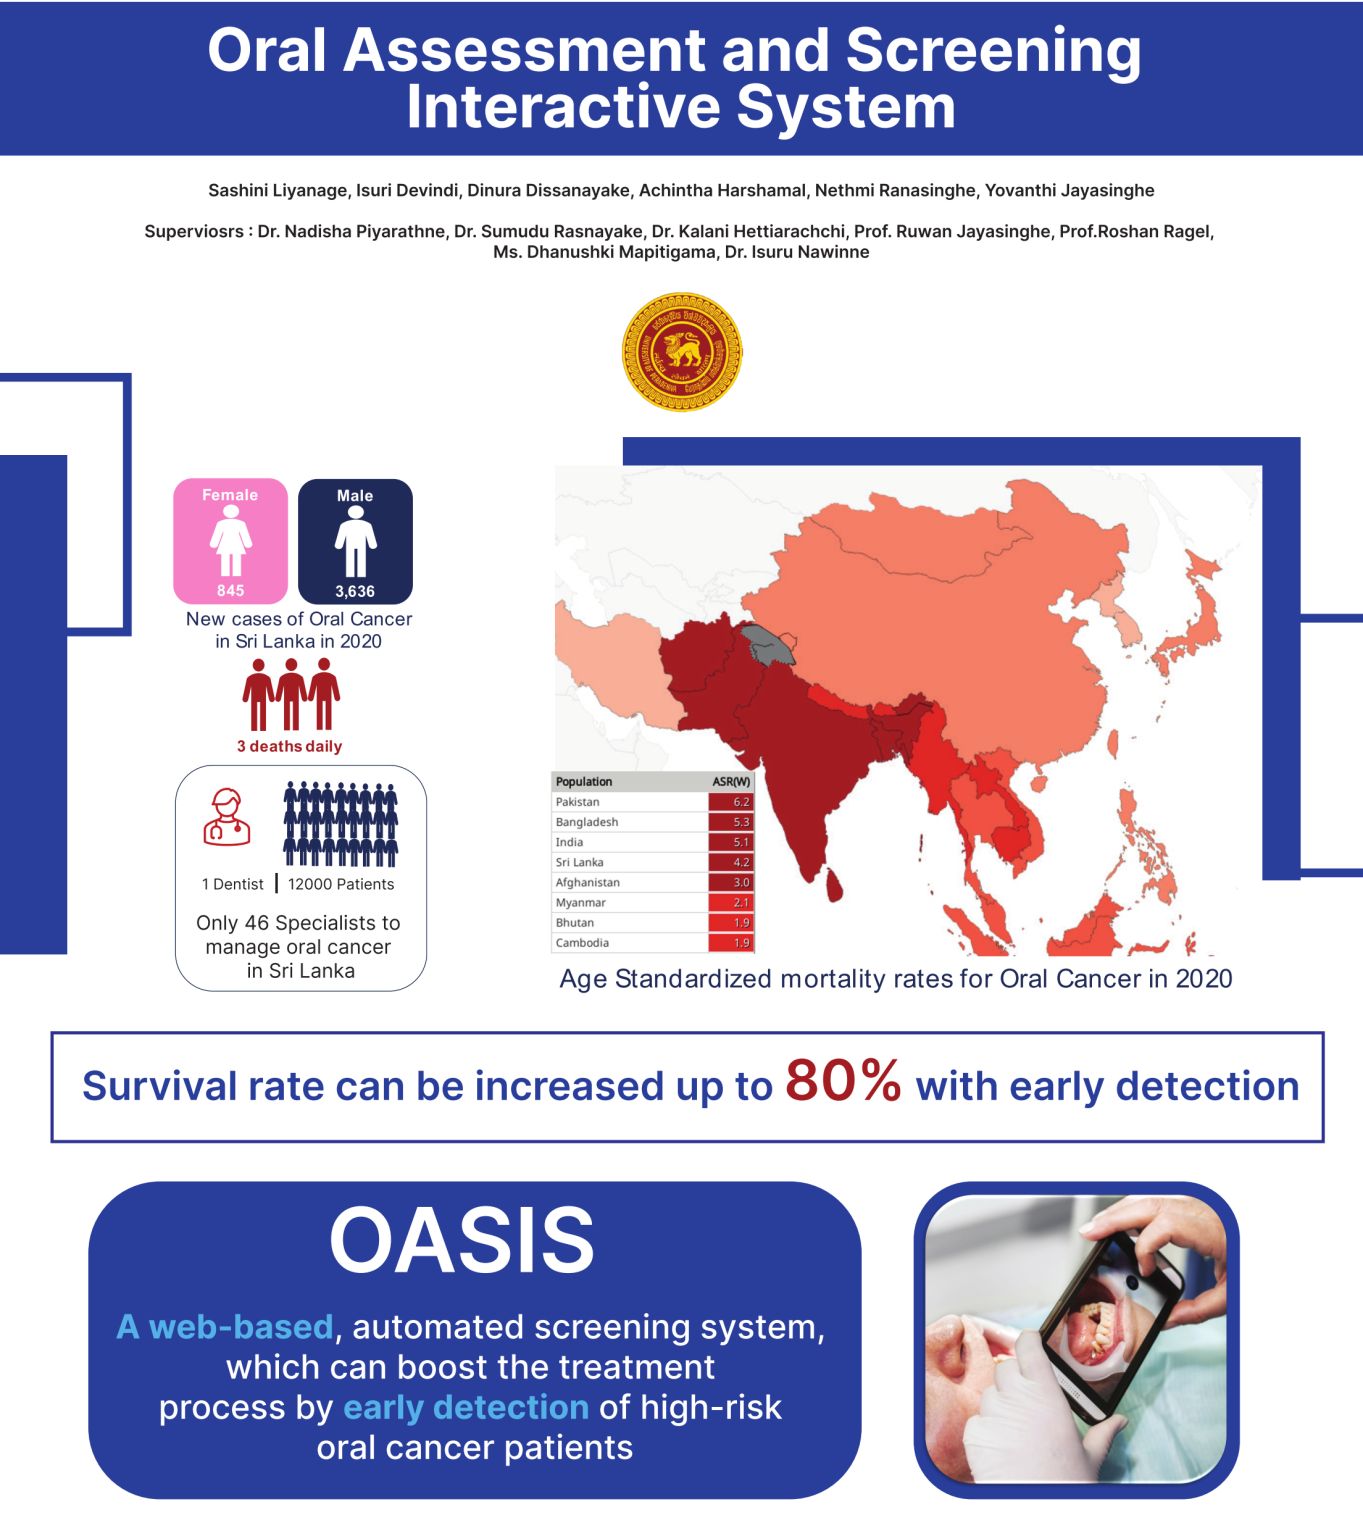 Oral Assessment and Screening
Interactive System
Sashini Liyanage, Isuri Devindi, Dinura Dissanayake, Achintha Harshamal, Nethmi Ranasinghe, Yovanthi Jayasinghe
Superviosrs : Dr. Nadisha Piyarathne, Dr. Sumudu Rasnayake, Dr. Kalani Hettiarachchi, Prof. Ruwan Jayasinghe, Prof.Roshan Ragel,
Ms. Dhanushki Mapitigama, Dr. Isuru Nawinne
UNIVERSITY OF PERADENIYA
Female
845
Male
3,636
New cases of Oral Cancer
in Sri Lanka in 2020
3 deaths daily
1 Dentist | 12000 Patients
Only 46 Specialists to
manage oral cancer
in Sri Lanka
Population ASR(W)
Pakistan 6.2
Bangladesh 5.3
India 5.1
Sri Lanka 4.2
Afghanistan 3.0
Myanmar 2.1
Bhutan 1.9
Cambodia 1.9
Age Standardized mortality rates for Oral Cancer in 2020
Survival rate can be increased up to 80% with early detection
OASIS
A web-based, automated screening system,
which can boost the treatment
process by early detection of high-risk
oral cancer patients